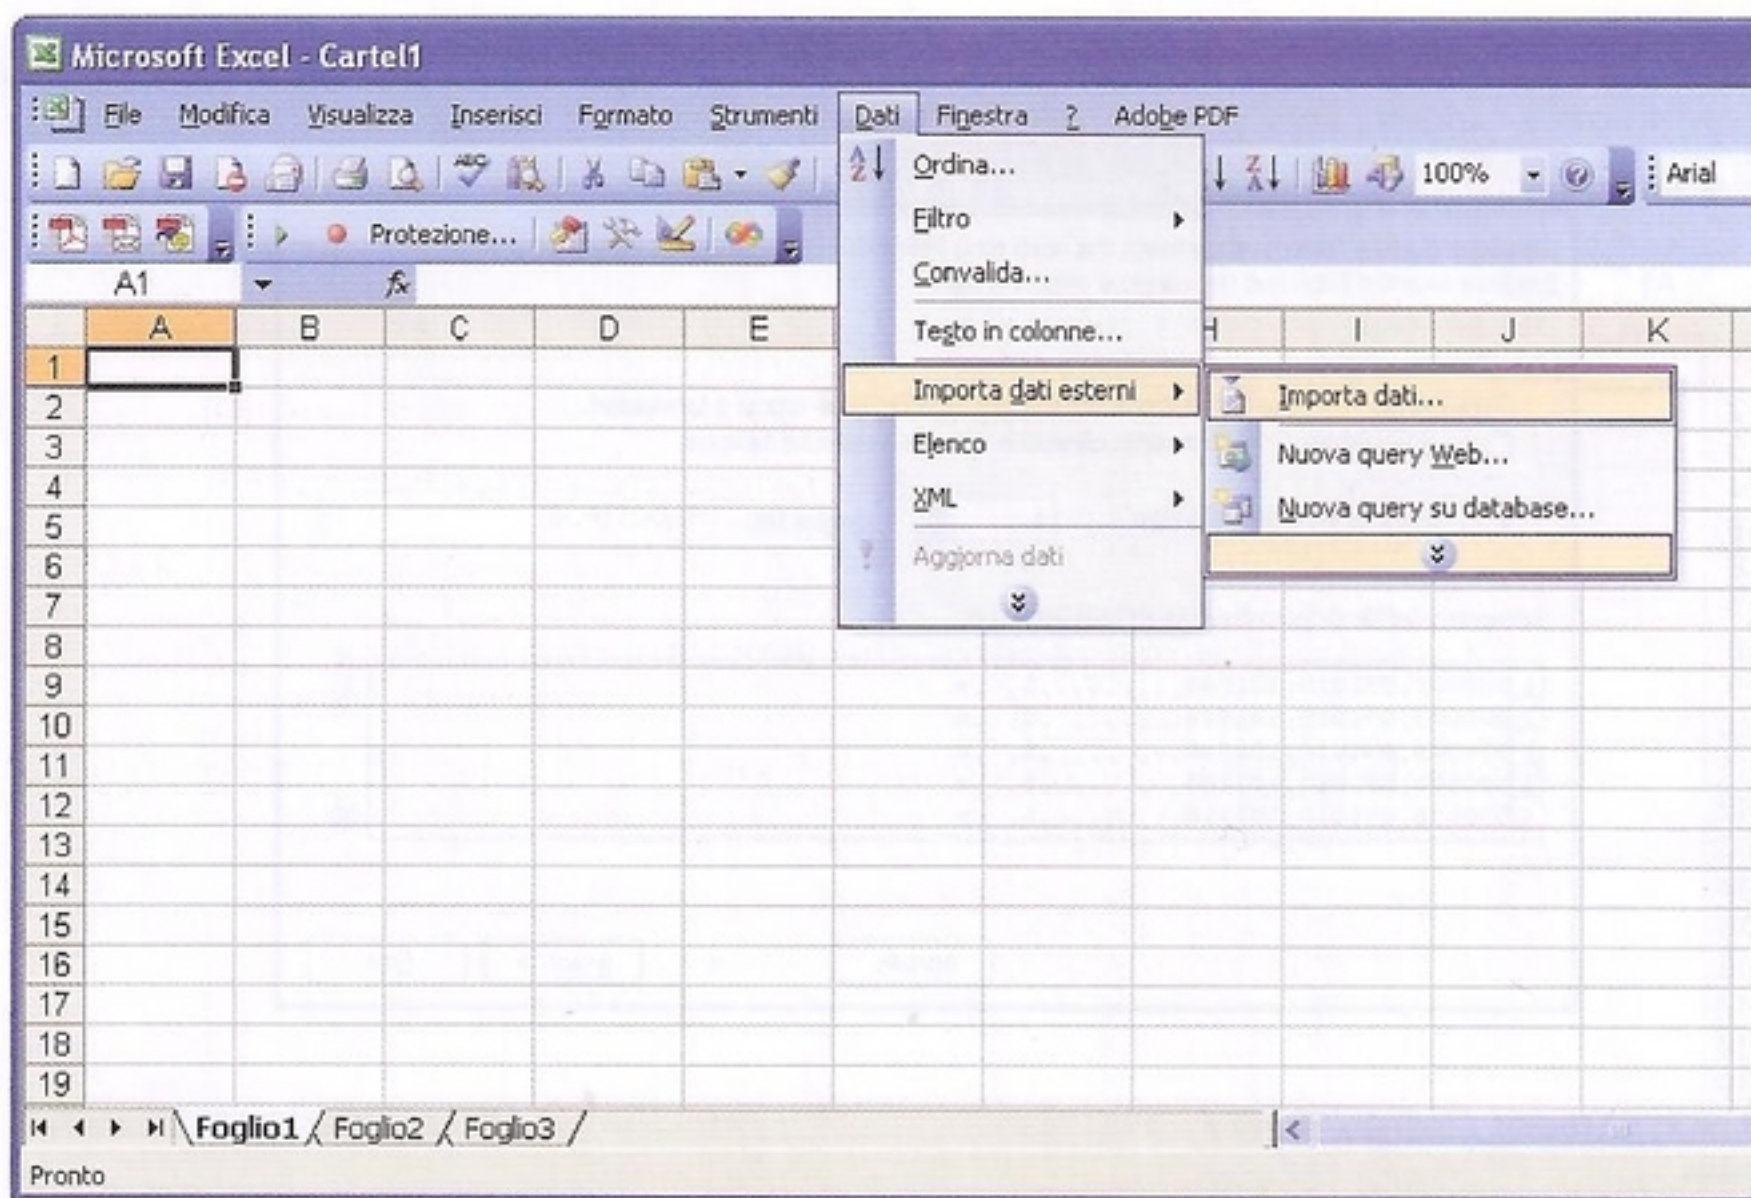 Microsoft Excel - Cartel1
File Modifica Visualizza Inserisci Formato Strumenti Dati Finestra ? Adobe PDF
100% Arial
Protezione...
A1 fx
A B C D E H I J K
Ordina...
Filtro
Convalida...
Testo in colonne...
Importa dati esterni
Elenco
XML
Aggiorna dati
Importa dati...
Nuova query Web...
Nuova query su database...
1
2
3
4
5
6
7
8
9
10
11
12
13
14
15
16
17
18
19
Foglio1 Foglio2 Foglio3
Pronto